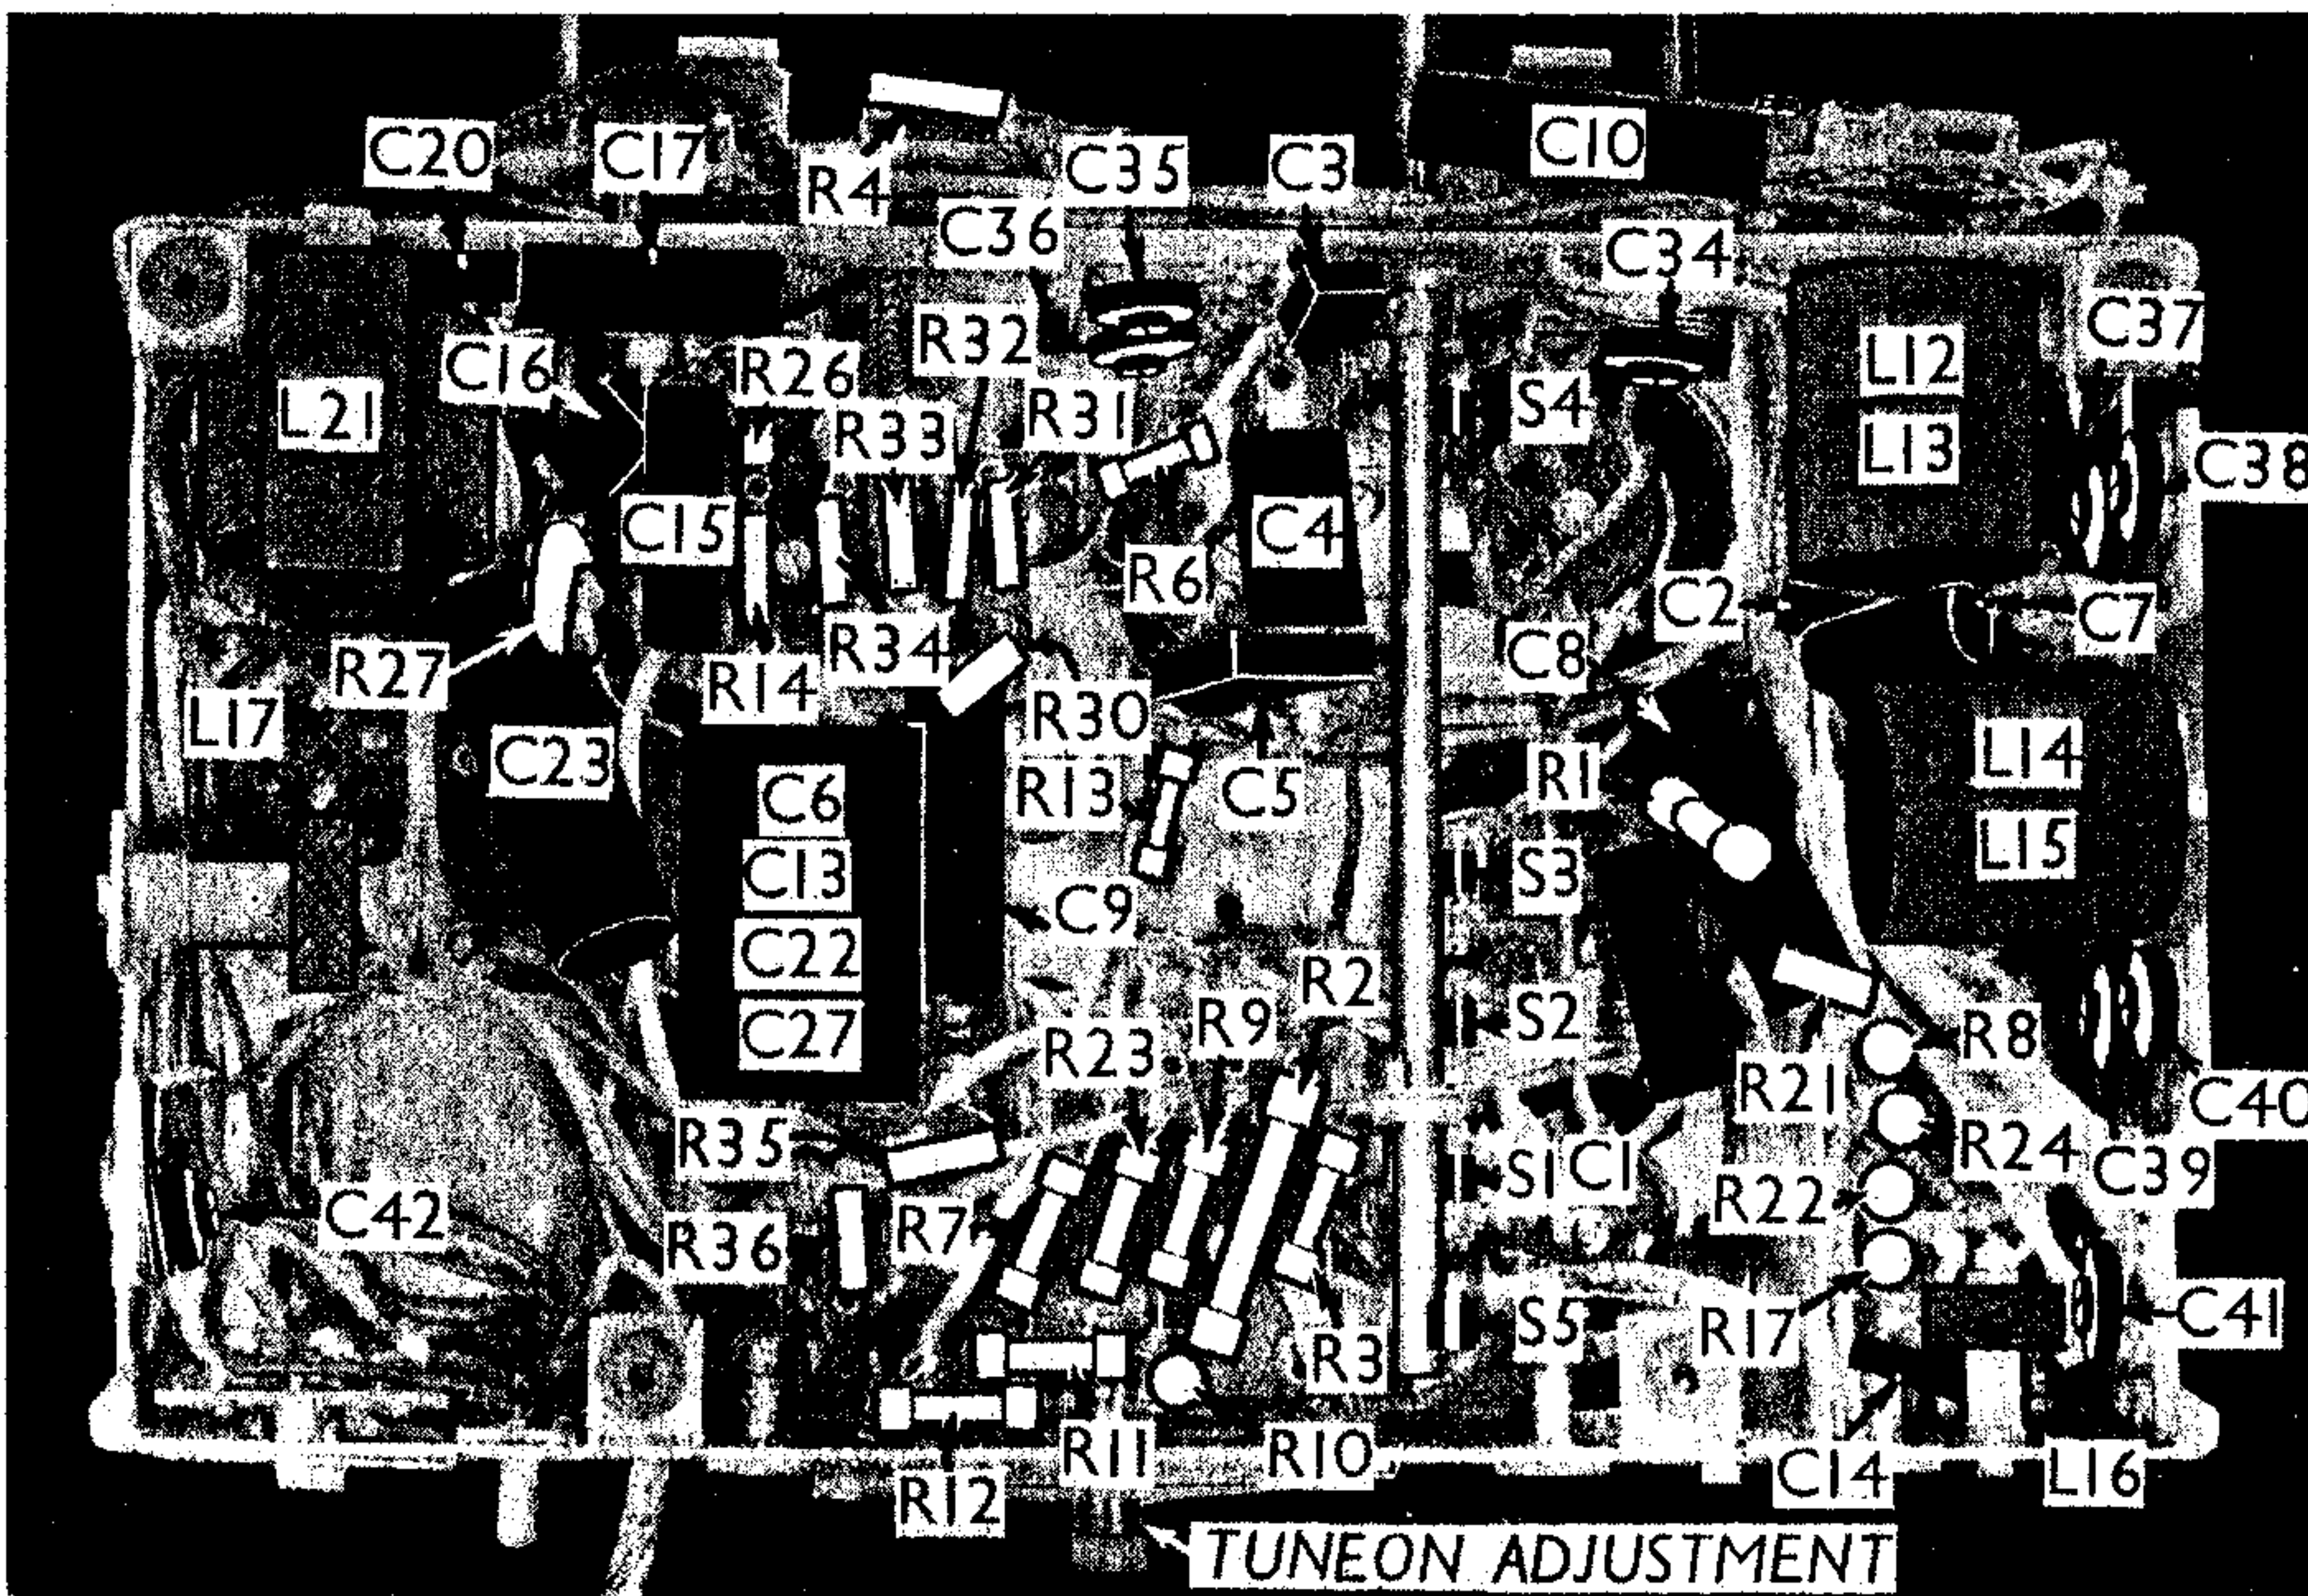 C10
C20
C17
C35
C3
R4
C36
C34
C37
R32
C16
R26
L12
L21
R31
S4
R33
L13
C38
C15
C4
R6
C2
C7
R34
C8
R27
R14
L17
R30
C23
L14
R13
C5
R1
C6
L15
C13
S3
C9
C22
R2
R9
S2
R8
C27
R23
R21
C40
R35
R24
C39
S1
C1
R22
C42
R7
R36
C41
S5
R17
R3
R11
R10
C14
L16
R12
TUNEON ADJUSTMENT